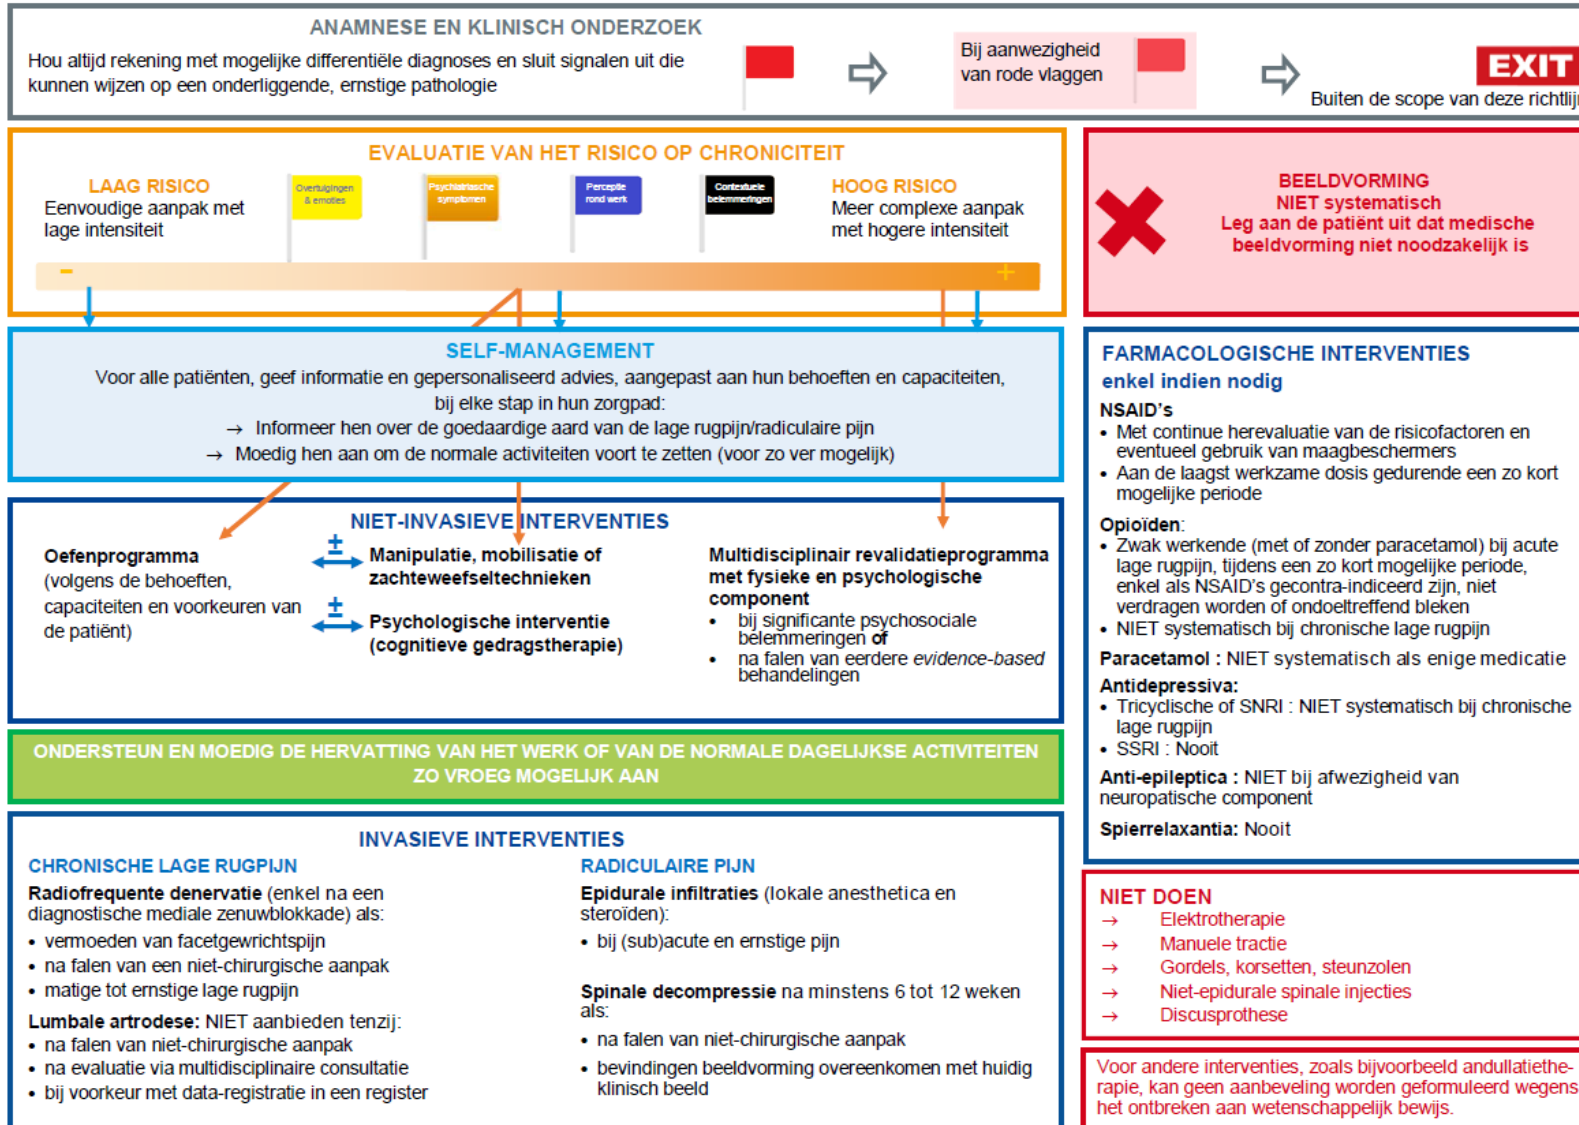 ANAMNESE EN KLINISCH ONDERZOEK
Hou altijd rekening met mogelijke differentiële diagnoses en sluit signalen uit die
kunnen wijzen op een onderliggende, ernstige pathologie
Bij aanwezigheid
van rode vlaggen
EXIT
Buiten de scope van deze richtlij
EVALUATIE VAN HET RISICO OP CHRONICITEIT
LAAG RISICO
Eenvoudige aanpak met
lage intensiteit
Overtuigingen
& emoties
Psychiatrische
symptomen
Perceptie
rond werk
Contextuele
belemmeringen
HOOG RISICO
Meer complexe aanpak
met hogere intensiteit
- +
BEELDVORMING
NIET systematisch
Leg aan de patiënt uit dat medische
beeldvorming niet noodzakelijk is
SELF-MANAGEMENT
Voor alle patiënten, geef informatie en gepersonaliseerd advies, aangepast aan hun behoeften en capaciteiten,
bij elke stap in hun zorgpad:
→ Informeer hen over de goedaardige aard van de lage rugpijn/radiculaire pijn
→ Moedig hen aan om de normale activiteiten voort te zetten (voor zo ver mogelijk)
NIET-INVASIEVE INTERVENTIES
Oefenprogramma
(volgens de behoeften,
capaciteiten en voorkeuren van
de patiënt)
±
Manipulatie, mobilisatie of
zachteweefseltechnieken
±
Psychologische interventie
(cognitieve gedragstherapie)
Multidisciplinair revalidatieprogramma
met fysieke en psychologische
component
• bij significante psychosociale
belemmeringen of
• na falen van eerdere evidence-based
behandelingen
ONDERSTEUN EN MOEDIG DE HERVATTING VAN HET WERK OF VAN DE NORMALE DAGELIJKSE ACTIVITEITEN
ZO VROEG MOGELIJK AAN
INVASIEVE INTERVENTIES
CHRONISCHE LAGE RUGPIJN
Radiofrequente denervatie (enkel na een
diagnostische mediale zenuwblokkade) als:
• vermoeden van facetgewrichtspijn
• na falen van een niet-chirurgische aanpak
• matige tot ernstige lage rugpijn
Lumbale artrodese: NIET aanbieden tenzij:
• na falen van niet-chirurgische aanpak
• na evaluatie via multidisciplinaire consultatie
• bij voorkeur met data-registratie in een register
RADICULAIRE PIJN
Epidurale infiltraties (lokale anesthetica en
steroïden):
• bij (sub)acute en ernstige pijn
Spinale decompressie na minstens 6 tot 12 weken
als:
• na falen van niet-chirurgische aanpak
• bevindingen beeldvorming overeenkomen met huidig
klinisch beeld
FARMACOLOGISCHE INTERVENTIES
enkel indien nodig
NSAID's
• Met continue herevaluatie van de risicofactoren en
eventueel gebruik van maagbeschermers
• Aan de laagst werkzame dosis gedurende een zo kort
mogelijke periode
Opioïden:
• Zwak werkende (met of zonder paracetamol) bij acute
lage rugpijn, tijdens een zo kort mogelijke periode,
enkel als NSAID's gecontra-indiceerd zijn, niet
verdragen worden of ondoeltreffend bleken
• NIET systematisch bij chronische lage rugpijn
Paracetamol : NIET systematisch als enige medicatie
Antidepressiva:
• Tricyclische of SNRI : NIET systematisch bij chronische
lage rugpijn
• SSRI : Nooit
Anti-epileptica : NIET bij afwezigheid van
neuropatische component
Spierrelaxantia: Nooit
NIET DOEN
→ Elektrotherapie
→ Manuele tractie
→ Gordels, korsetten, steunzolen
→ Niet-epidurale spinale injecties
→ Discusprothese
Voor andere interventies, zoals bijvoorbeeld andullatiethe-
rapie, kan geen aanbeveling worden geformuleerd wegens
het ontbreken aan wetenschappelijk bewijs.